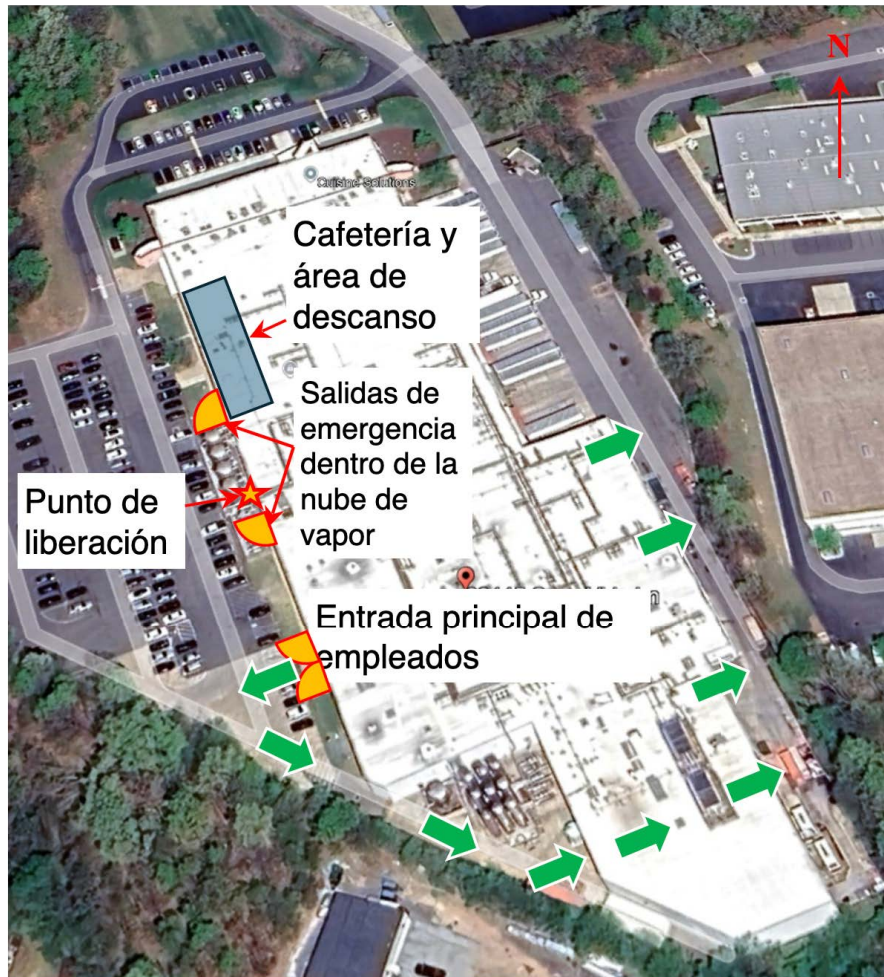 N
Cuisine Solutions
Cafetería y
área de
descanso
Salidas de
emergencia
dentro de la
nube de
vapor
Punto de
liberación
Entrada principal de
empleados